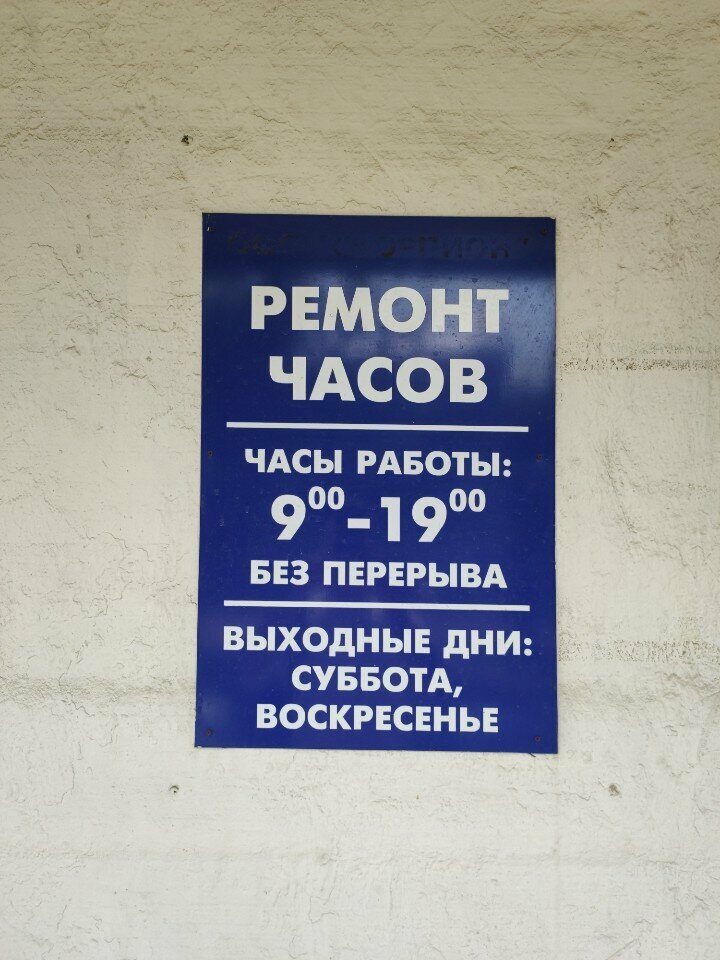 РЕМОНТ
ЧАСОВ
ЧАСЫ РАБОТЫ:
9⁰⁰-19⁰⁰
БЕЗ ПЕРЕРЫВА
ВЫХОДНЫЕ ДНИ:
СУББОТА,
ВОСКРЕСЕНЬЕ